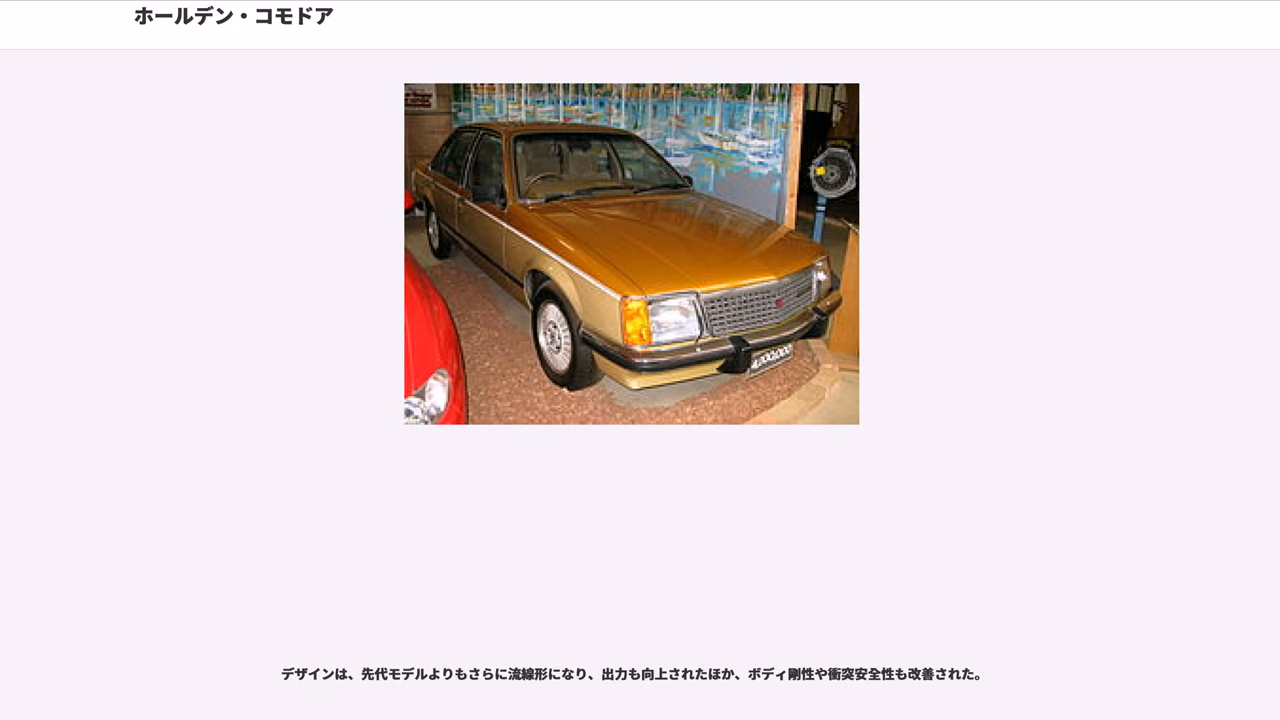 ホールデン・コモドア
4,000,000
デザインは、先代モデルよりもさらに流線形になり、出力も向上されたほか、ボディ剛性や衝突安全性も改善された。